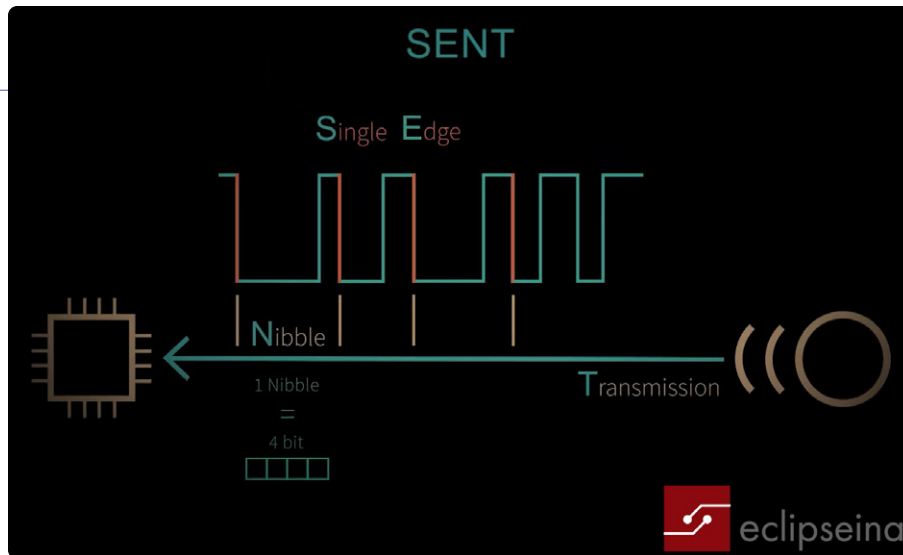 SENT
Single Edge
Nibble
Transmission
1 Nibble
=
4 bit
eclipseina